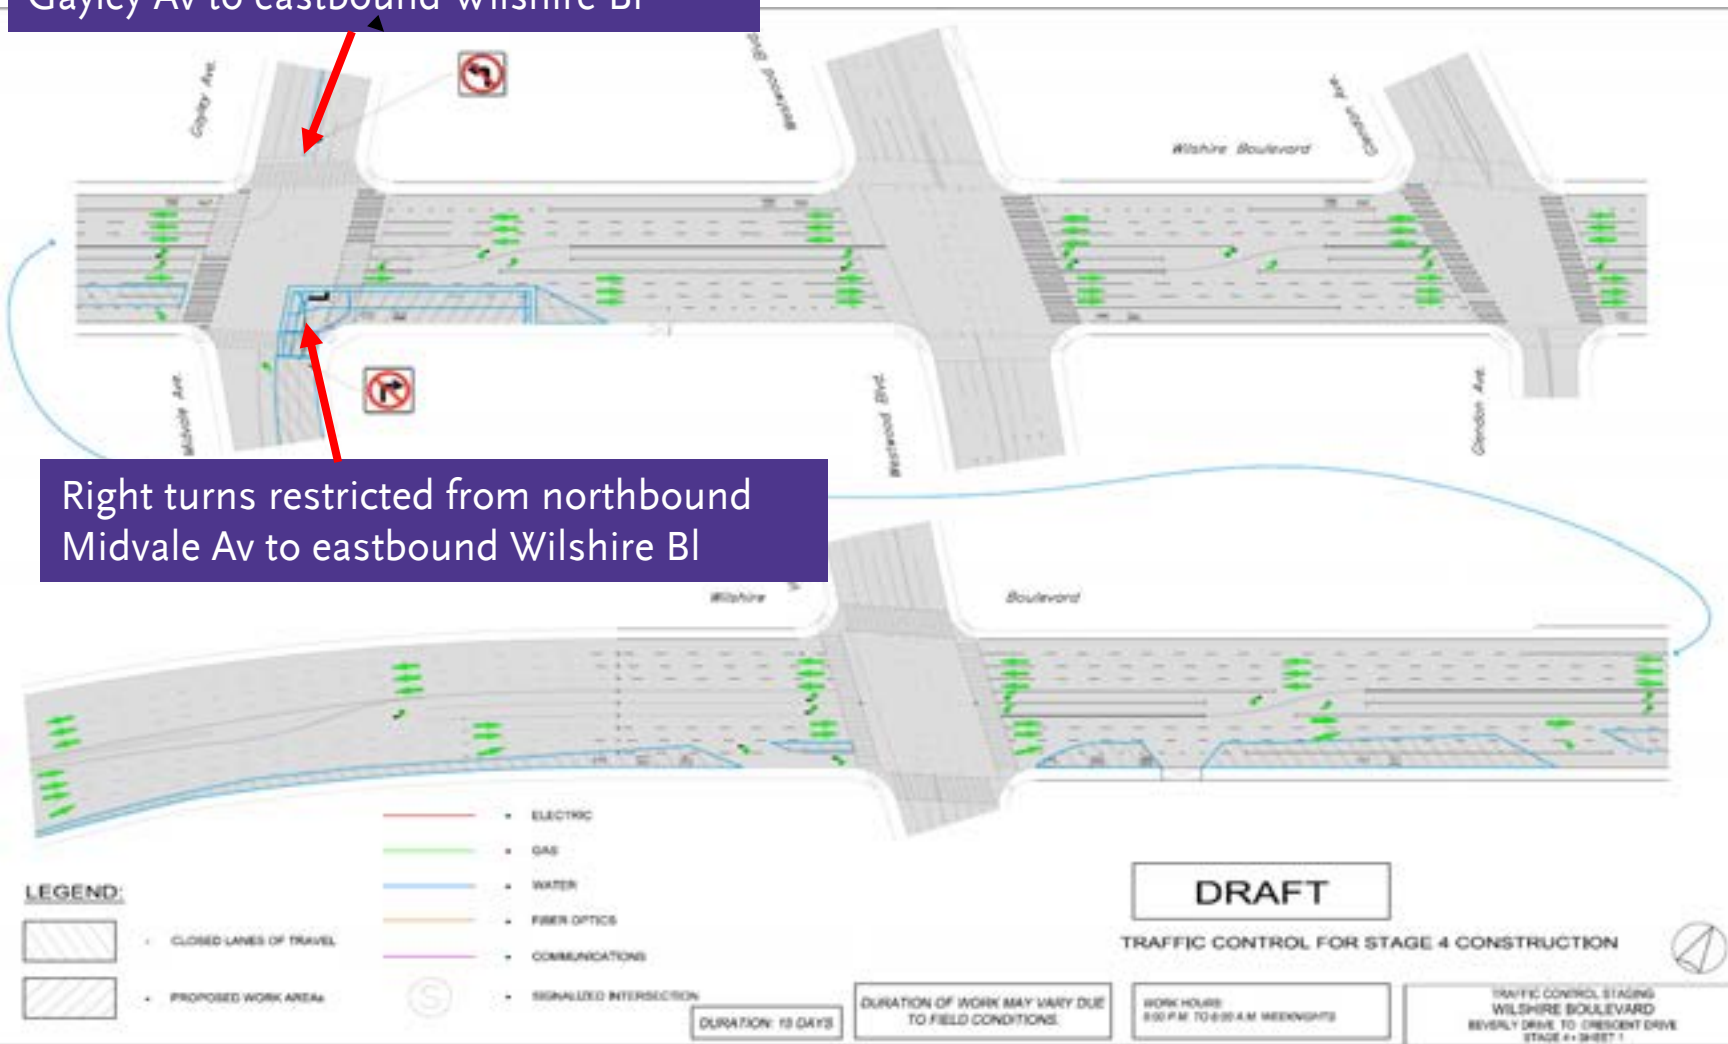 Gayley Av to eastbound Wilshire Bl
Gayley Ave.
Westwood Blvd
Glendon Ave.
Wilshire Boulevard
Midvale Ave.
Westwood Blvd.
Glendon Ave.
Right turns restricted from northbound
Midvale Av to eastbound Wilshire Bl
Wilshire Boulevard
LEGEND:
CLOSED LANES OF TRAVEL
PROPOSED WORK AREAs
ELECTRIC
GAS
WATER
FIBER OPTICS
COMMUNICATIONS
S
SIGNALIZED INTERSECTION
DRAFT
TRAFFIC CONTROL FOR STAGE 4 CONSTRUCTION
DURATION OF WORK MAY VARY DUE
TO FIELD CONDITIONS.
WORK HOURS:
TRAFFIC CONTROL STAGING
WILSHIRE BOULEVARD
BEVERLY DRIVE TO CRESCENT DRIVE
STAGE 4 - SHEET 1